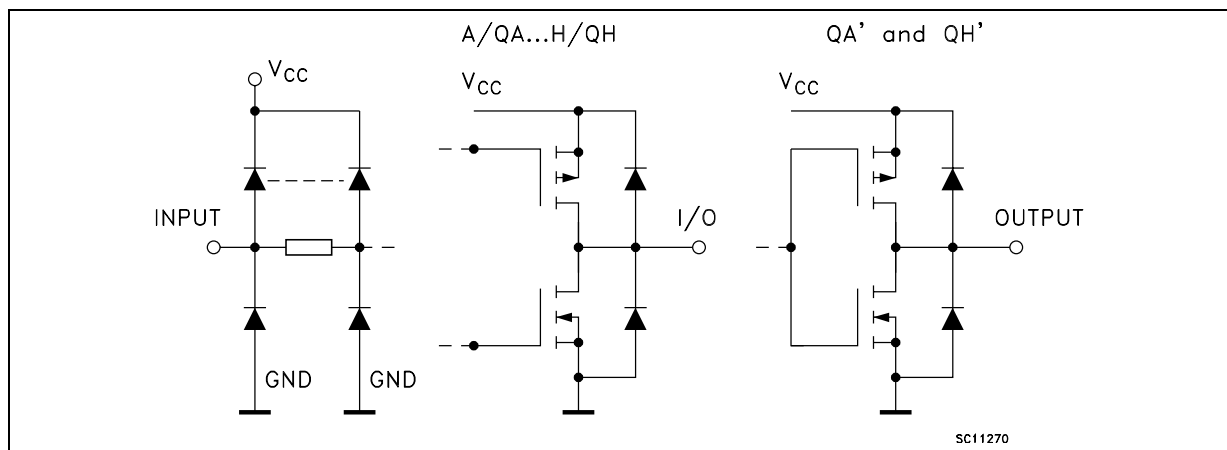 A/QA...H/QH
QA' and QH'
VCC
VCC
VCC
INPUT
I/O
OUTPUT
GND
GND
SC11270